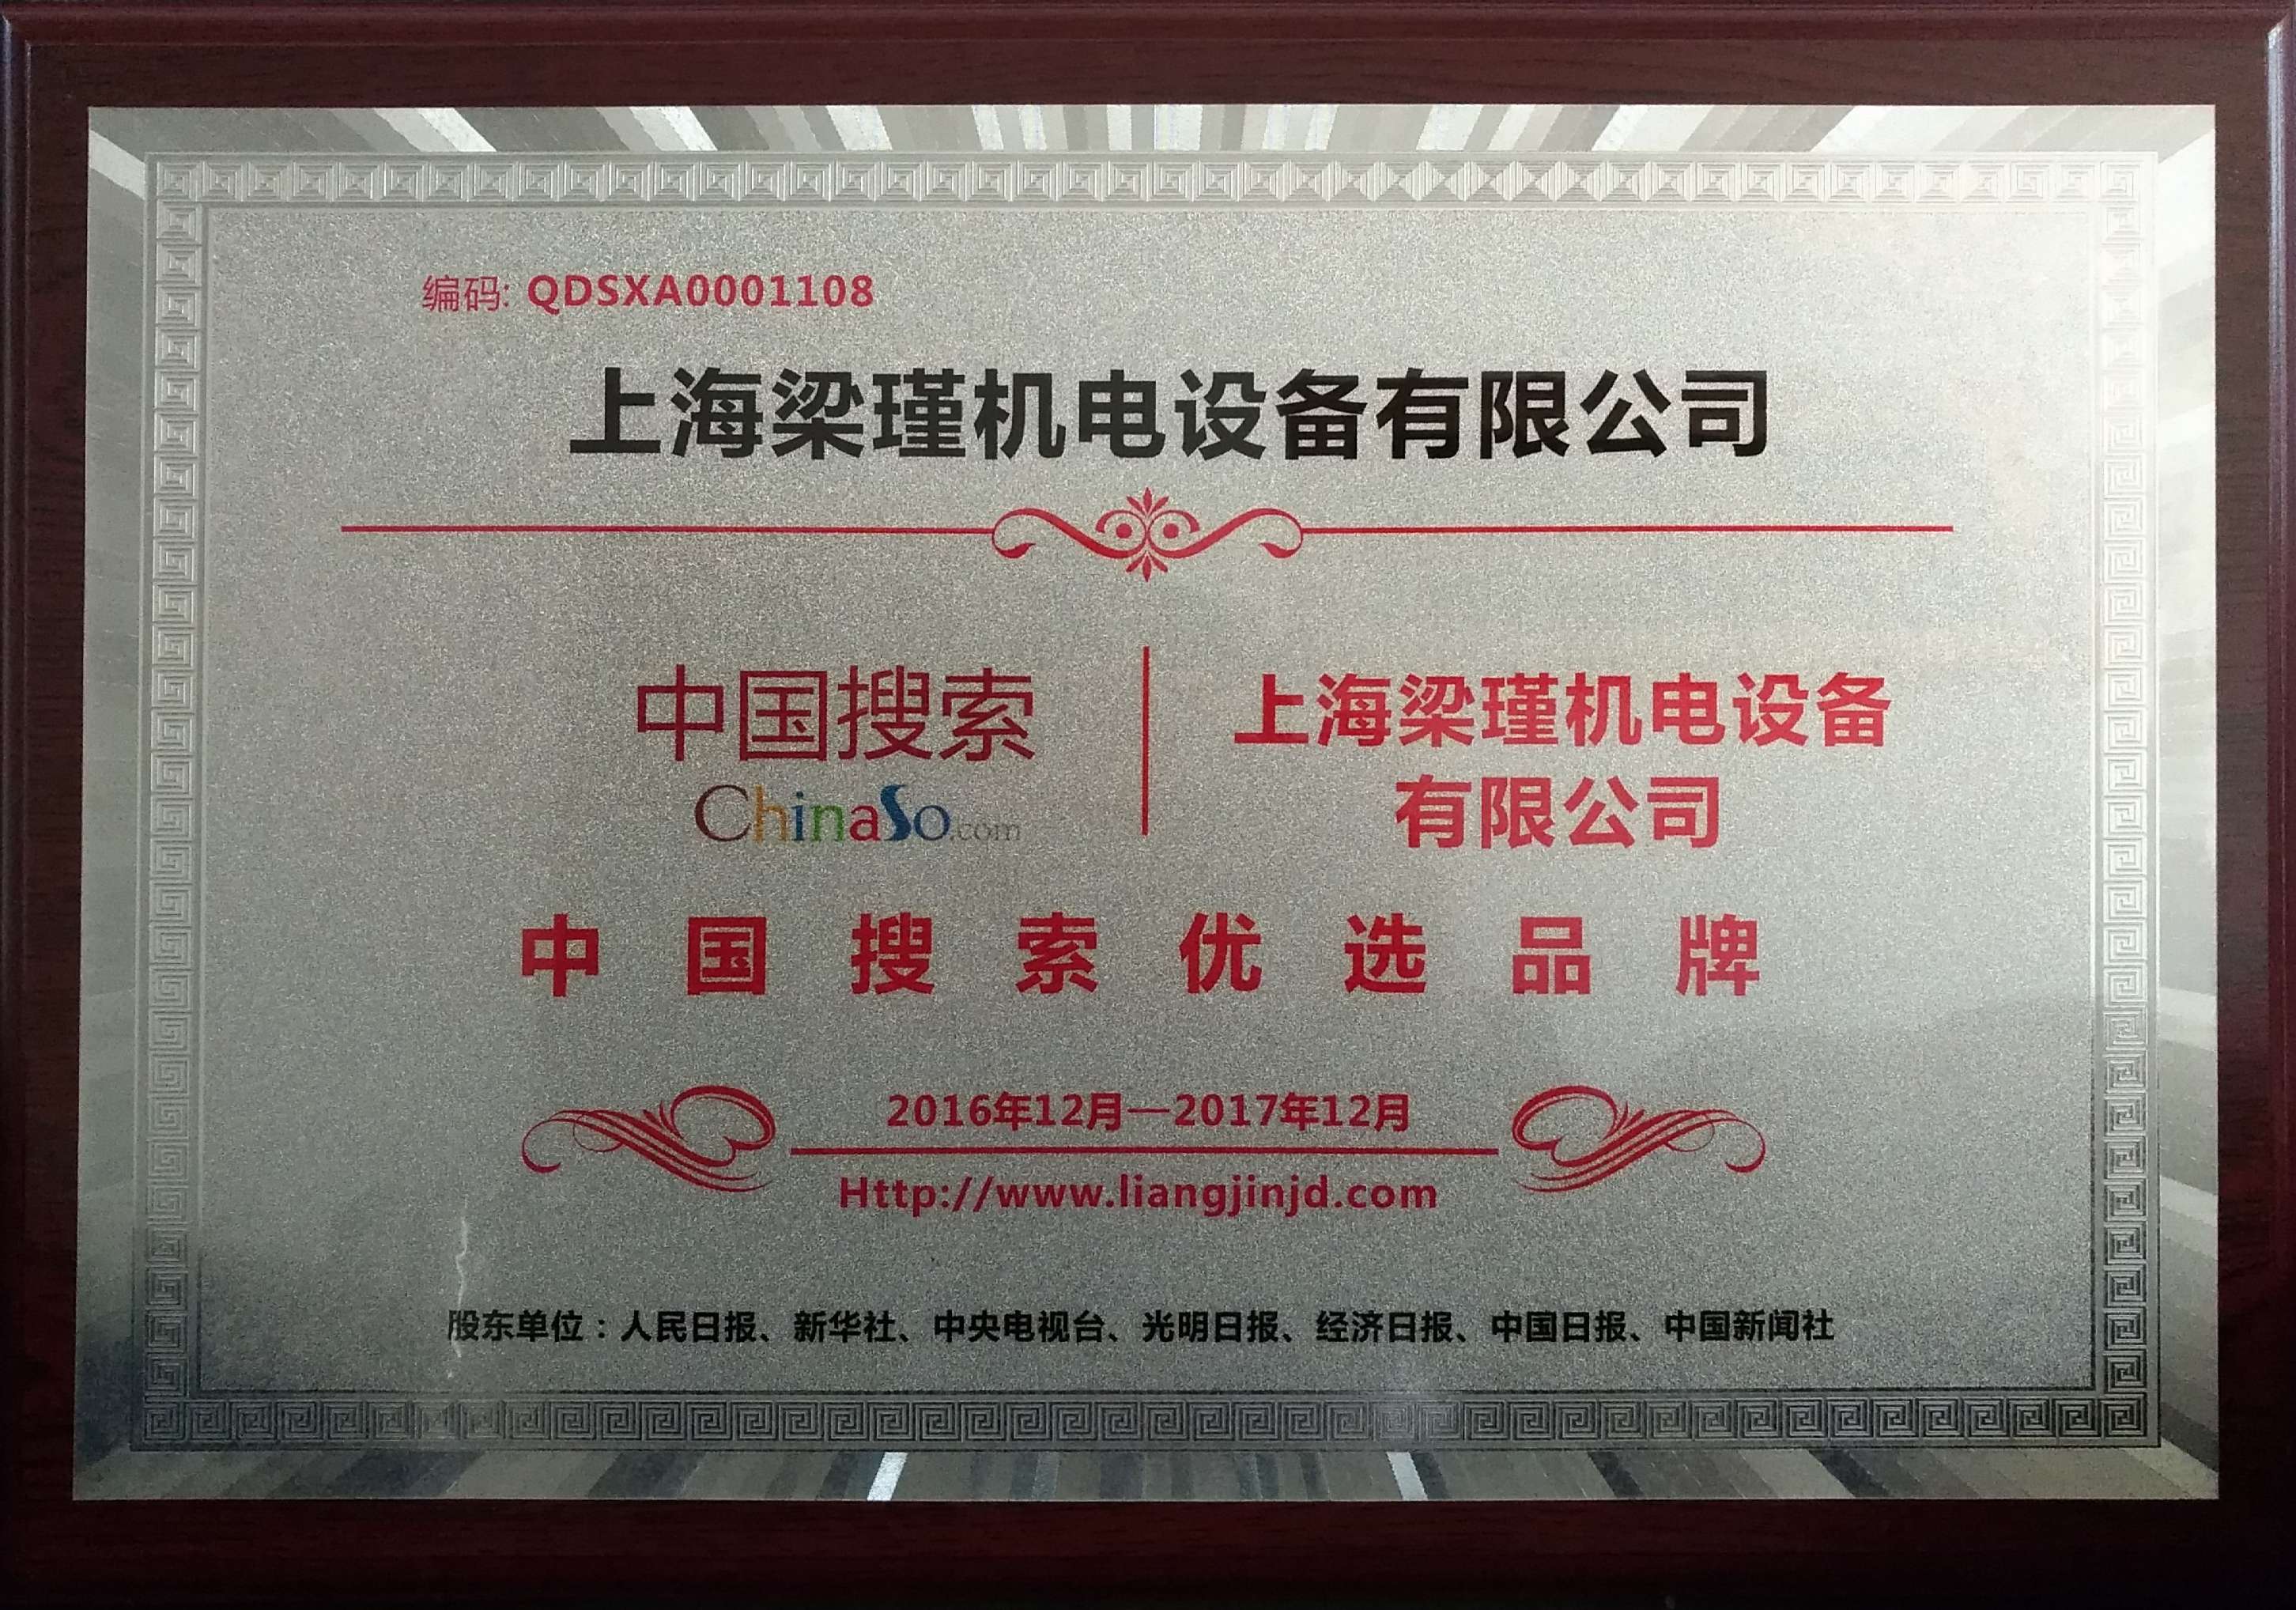 编码: QDSXA0001108
上海梁瑾机电设备有限公司
中国搜索
ChinaSo.com
上海梁瑾机电设备
有限公司
中国搜索优选品牌
2016年12月—2017年12月
Http://www.liangjinjd.com
股东单位：人民日报、新华社、中央电视台、光明日报、经济日报、中国日报、中国新闻社